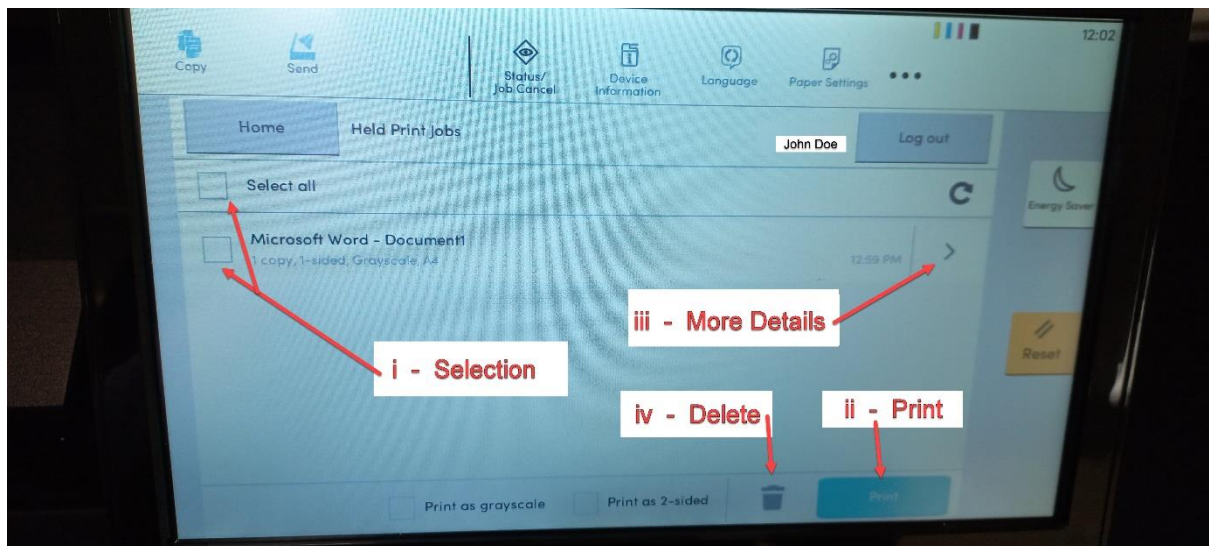 12:02
Copy
Send
Status/
Job Cancel
Device
Information
Language
Paper Settings
Home
Held Print Jobs
John Doe
Log out
Select all
Energy Saver
Microsoft Word - Document1
1 copy, 1-sided, Grayscale, A4
12:59 PM
iii - More Details
Reset
i - Selection
iv - Delete
ii - Print
Print as grayscale
Print as 2-sided
Print